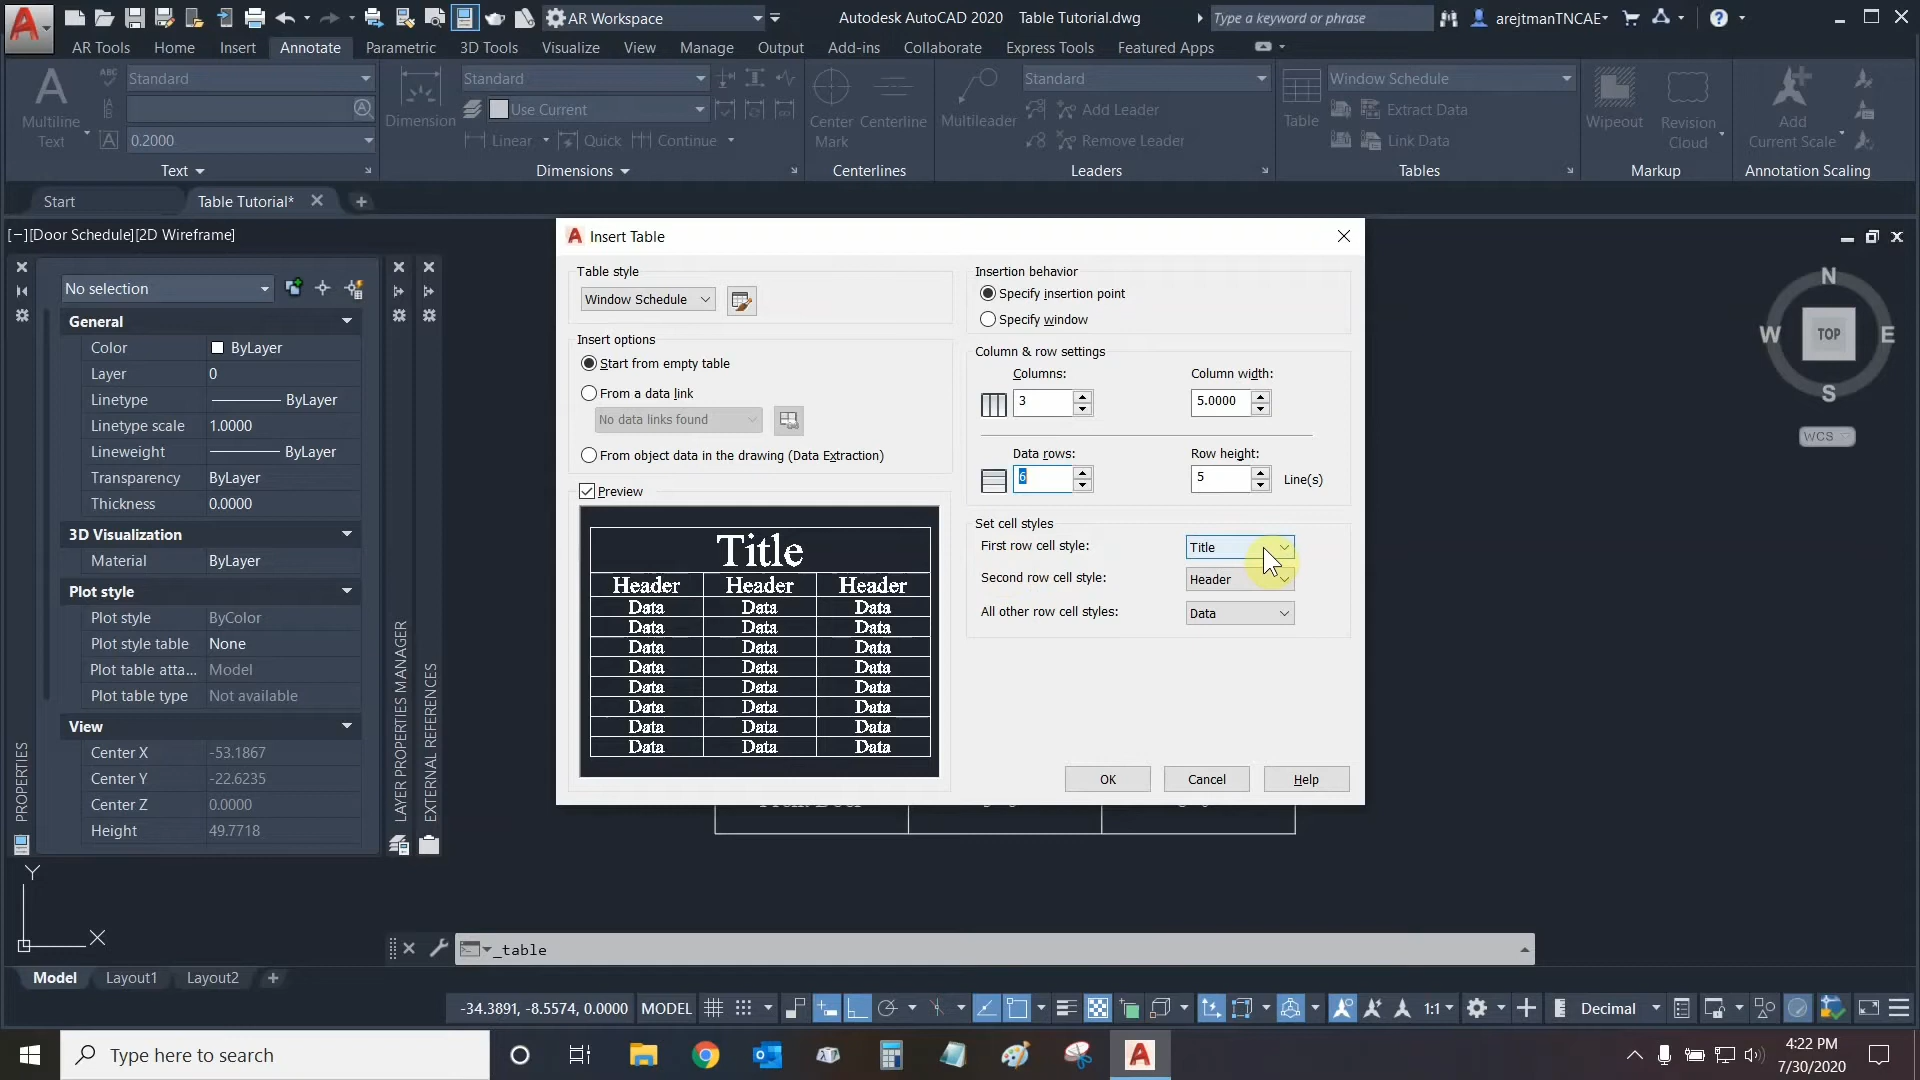 AR Workspace
Autodesk AutoCAD 2020 Table Tutorial.dwg
Type a keyword or phrase
arejtmanTNCAE
AR Tools Home Insert Annotate Parametric 3D Tools Visualize View Manage Output Add-ins Collaborate Express Tools Featured Apps
Multiline Text
Standard
0.2000
Text
Dimension
Standard
Use Current
Linear Quick Continue
Dimensions
Center Mark
Centerline
Centerlines
Multileader
Standard
Add Leader
Remove Leader
Leaders
Table
Window Schedule
Extract Data
Link Data
Tables
Wipeout
Revision Cloud
Markup
Add Current Scale
Annotation Scaling
Start
Table Tutorial*
[−][Door Schedule][2D Wireframe]
No selection
General
Color ByLayer
Layer 0
Linetype ByLayer
Linetype scale 1.0000
Lineweight ByLayer
Transparency ByLayer
Thickness 0.0000
3D Visualization
Material ByLayer
Plot style
Plot style ByColor
Plot style table None
Plot table atta... Model
Plot table type Not available
View
Center X -53.1867
Center Y -22.6235
Center Z 0.0000
Height 49.7718
PROPERTIES
LAYER PROPERTIES MANAGER
EXTERNAL REFERENCES
Insert Table
Table style
Window Schedule
Insert options
Start from empty table
From a data link
No data links found
From object data in the drawing (Data Extraction)
Preview
Title
Header Header Header
Data Data Data
Data Data Data
Data Data Data
Data Data Data
Data Data Data
Data Data Data
Data Data Data
Data Data Data
Insertion behavior
Specify insertion point
Specify window
Column & row settings
Columns: Column width:
3 5.0000
Data rows: Row height:
6 5 Line(s)
Set cell styles
First row cell style: Title
Second row cell style: Header
All other row cell styles: Data
OK Cancel Help
N
W TOP E
S
WCS
Y
X
_table
Model Layout1 Layout2
-34.3891, -8.5574, 0.0000 MODEL
1:1
Decimal
Type here to search
4:22 PM
7/30/2020